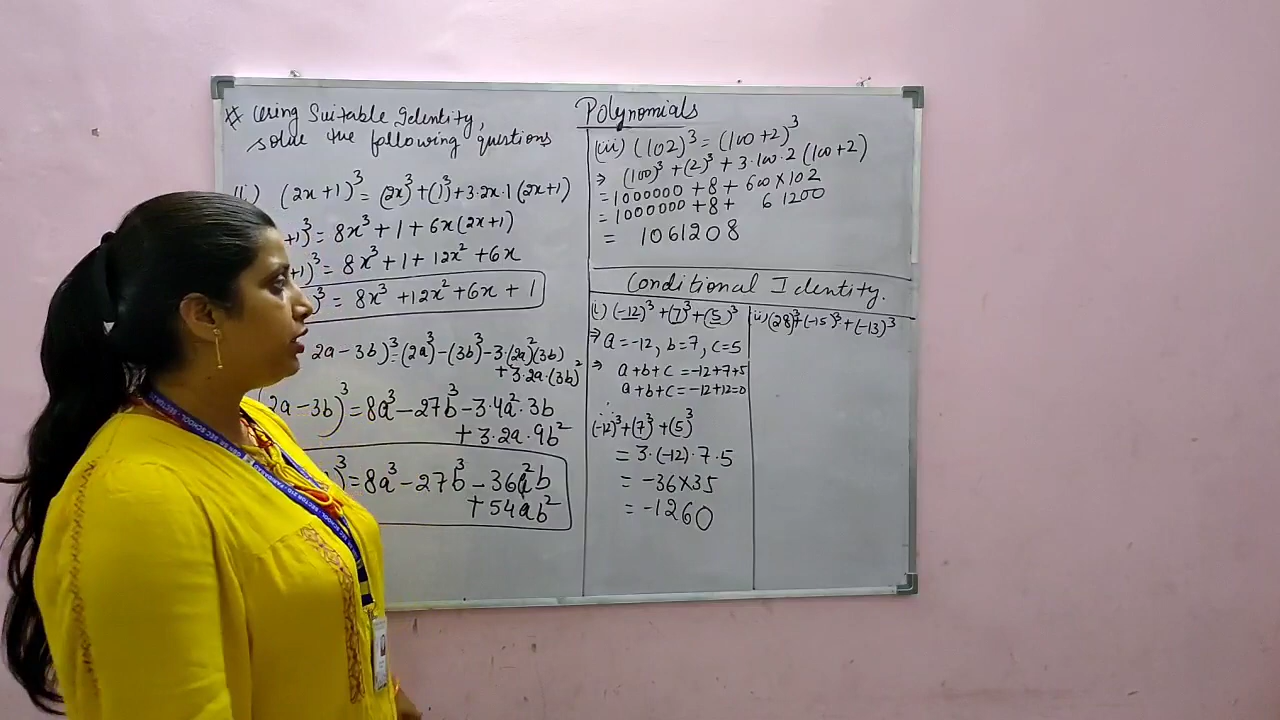 * Using Suitable Identity,
solve the following questions
(2x+1)³ = (2x)³+(1)³+3·2x·1(2x+1)
+1)³ = 8x³+1+6x(2x+1)
+1)³ = 8x³+1+12x²+6x
)³ = 8x³+12x²+6x+1
2a-3b)³=(2a)³-(3b)³-3·(2a)²(3b)
+3·2a·(3b)²
(2a-3b)³=8a³-27b³-3·4a²·3b
+3·2a·9b²
)³=8a³-27b³-36a²b
+54ab²
Polynomials
(iii) (102)³ = (100+2)³
⇒ (100)³+(2)³+3·100·2(100+2)
= 1000000+8+600×102
= 1000000+8+ 61200
= 1061208
Conditional Identity.
i) (-12)³+(7)³+(5)³
⇒ a=-12, b=7, c=5
⇒ a+b+c=-12+7+5
a+b+c=-12+12=0
(-12)³+(7)³+(5)³
= 3·(-12)·7·5
= -36×35
= -1260
ii) (28)³+(-15)³+(-13)³